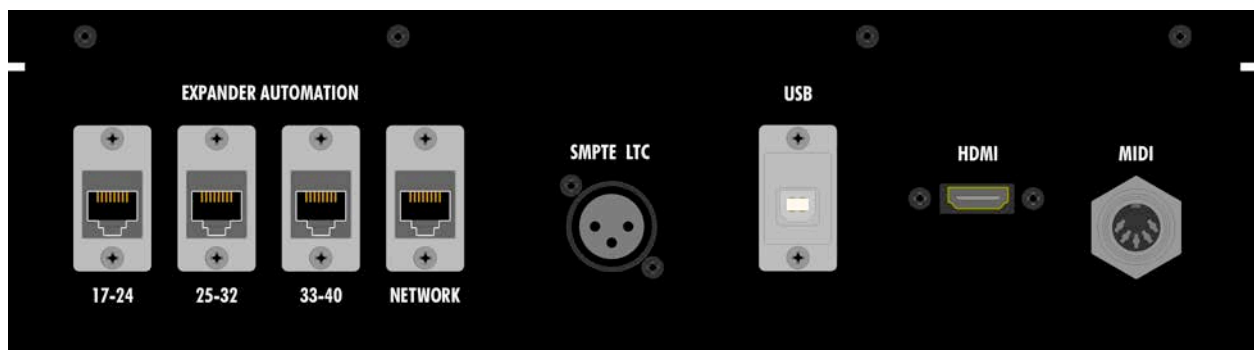 EXPANDER AUTOMATION
USB
SMPTE LTC
HDMI
MIDI
17-24
25-32
33-40
NETWORK